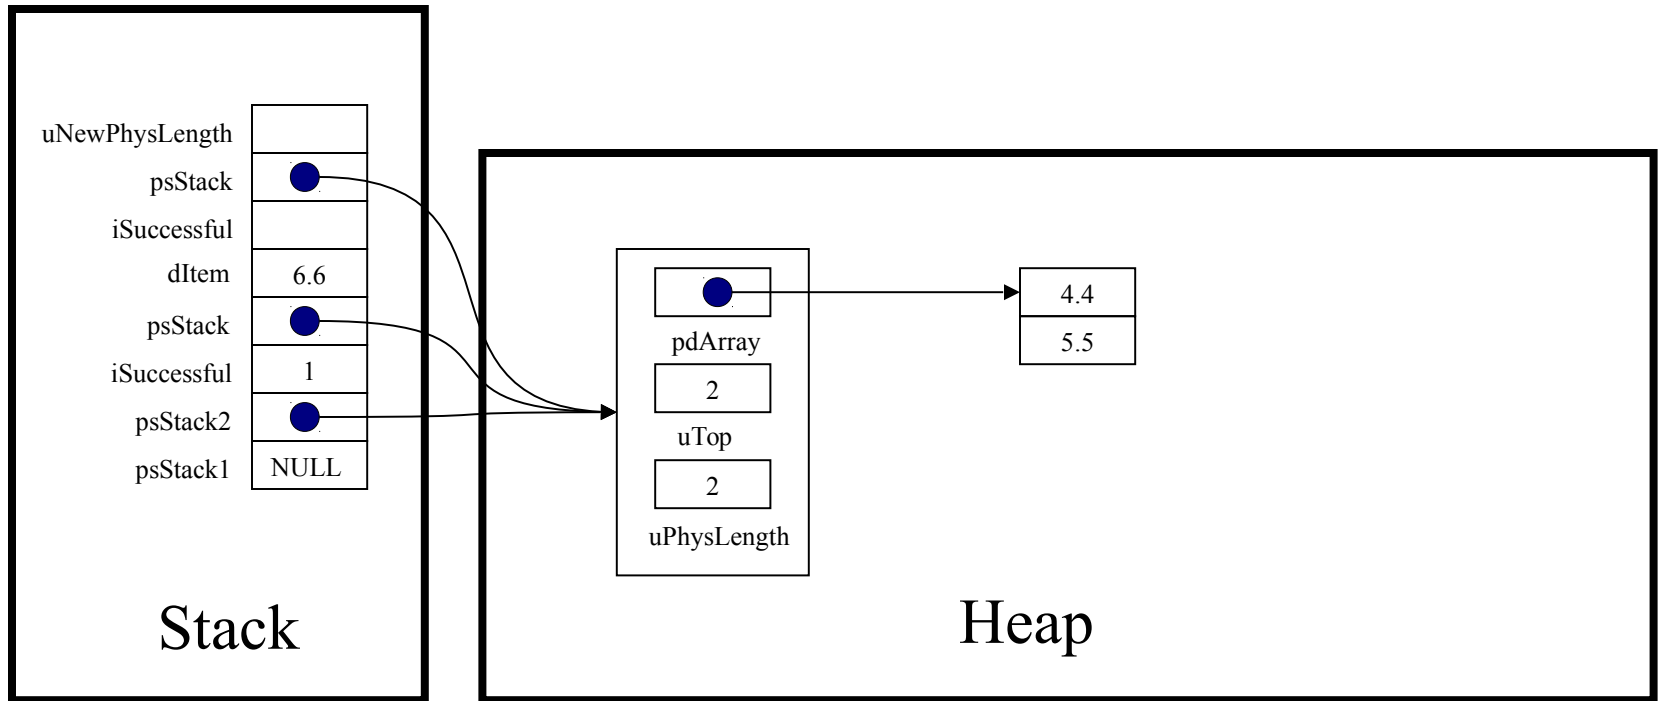 uNewPhysLength
psStack
iSuccessful
dItem 6.6
psStack
iSuccessful 1
psStack2
psStack1 NULL
Stack
pdArray
2
uTop
2
uPhysLength
4.4
5.5
Heap